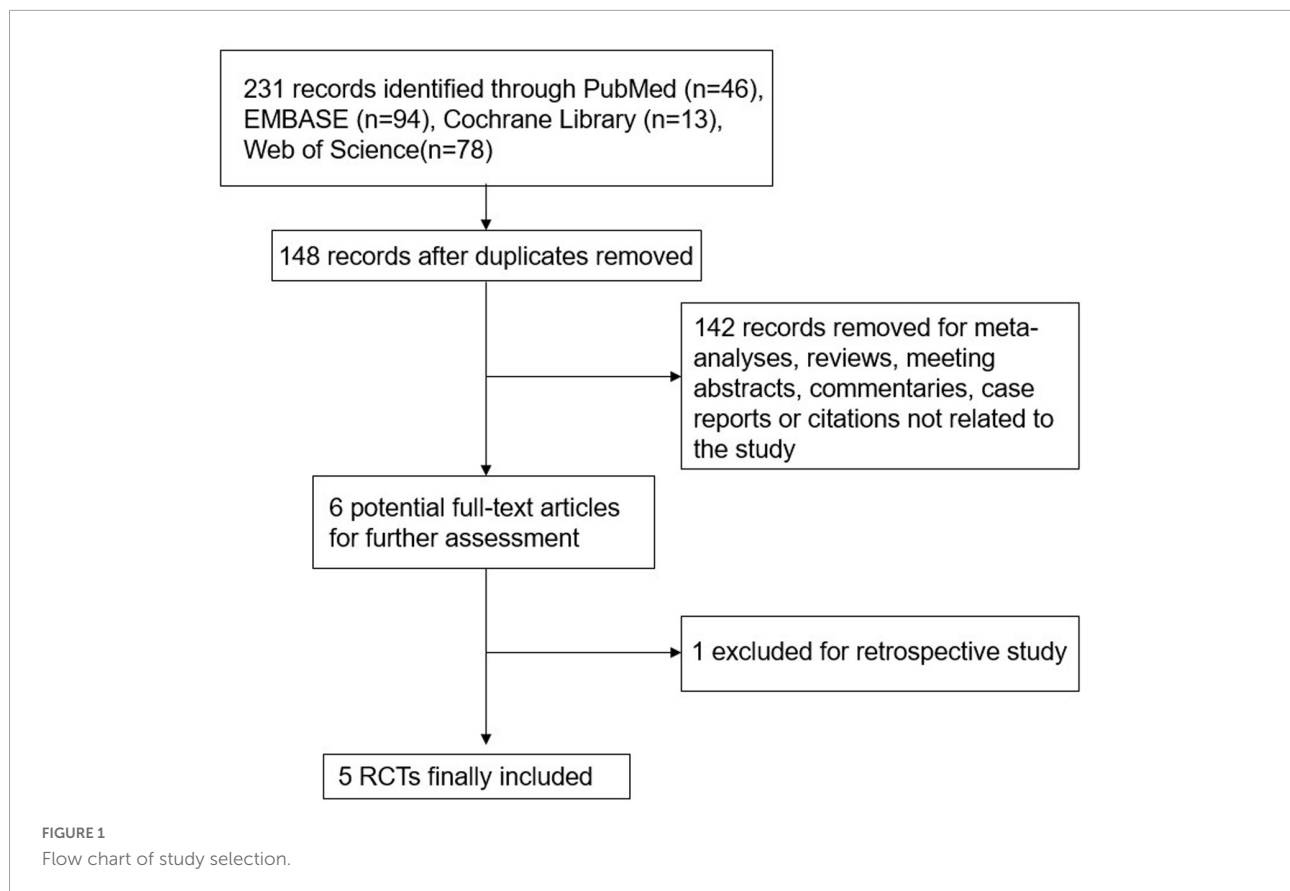 231 records identified through PubMed (n=46),
EMBASE (n=94), Cochrane Library (n=13),
Web of Science(n=78)
148 records after duplicates removed
142 records removed for meta-
analyses, reviews, meeting
abstracts, commentaries, case
reports or citations not related to
the study
6 potential full-text articles
for further assessment
1 excluded for retrospective study
5 RCTs finally included
FIGURE 1
Flow chart of study selection.